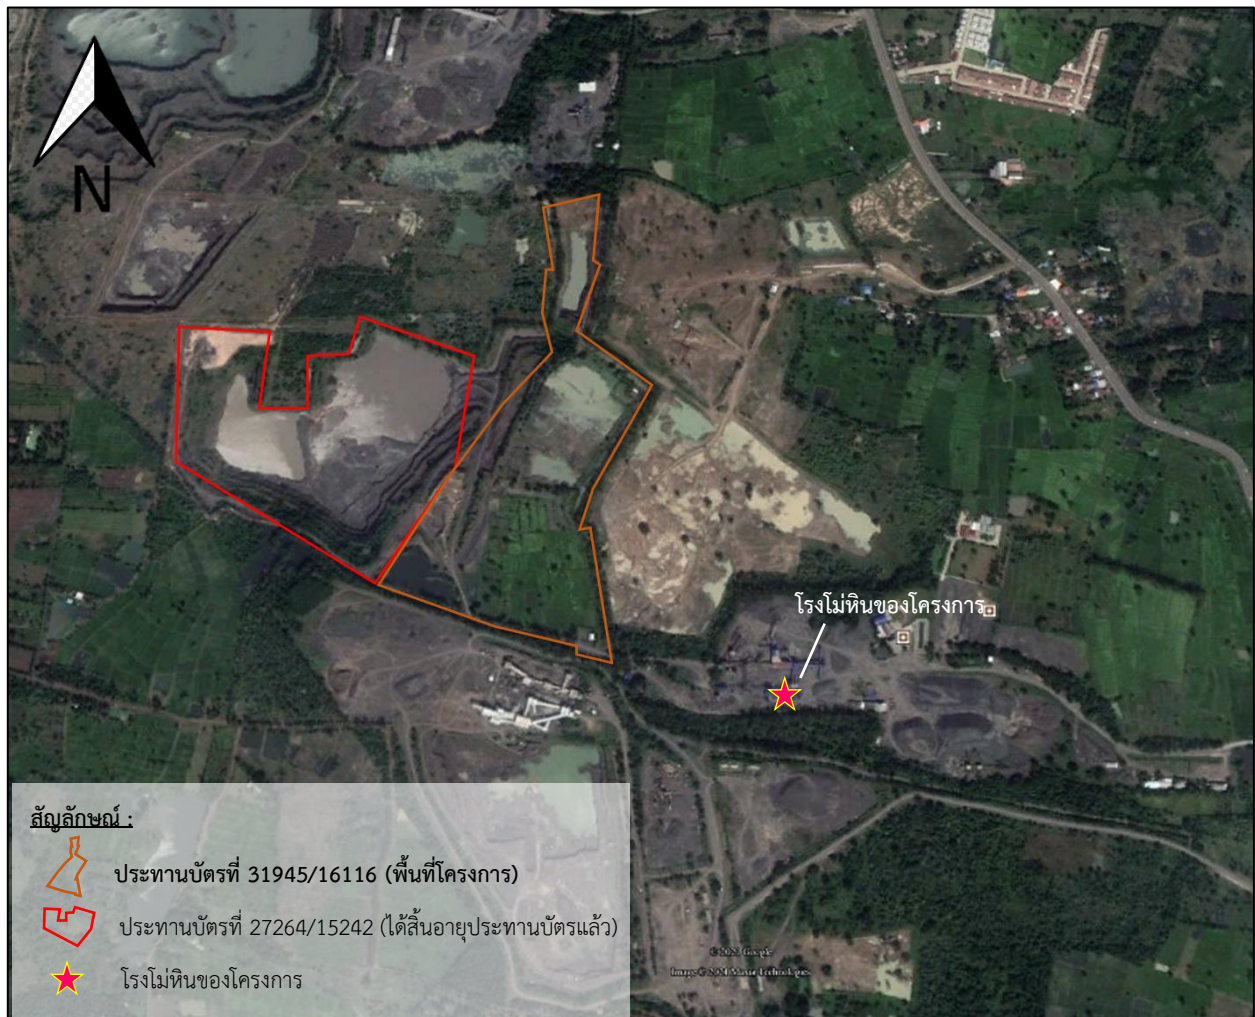 N
โรงโม่หินของโครงการ
สัญลักษณ์ :
ประทานบัตรที่ 31945/16116 (พื้นที่โครงการ)
ประทานบัตรที่ 27264/15242 (ได้สิ้นอายุประทานบัตรแล้ว)
โรงโม่หินของโครงการ
Google
Image © Maxar Technologies